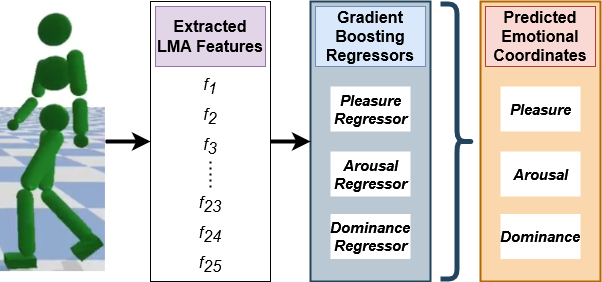 Extracted
LMA Features
f1
f2
f3
f23
f24
f25
Gradient
Boosting
Regressors
Pleasure
Regressor
Arousal
Regressor
Dominance
Regressor
Predicted
Emotional
Coordinates
Pleasure
Arousal
Dominance